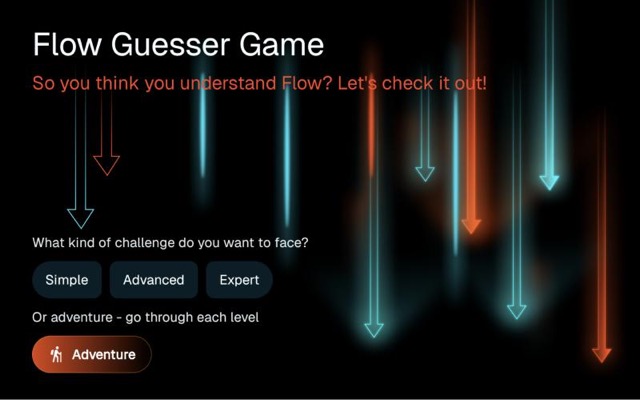 Flow Guesser Game
So you think you understand Flow? Let's check it out!
What kind of challenge do you want to face?
Simple
Advanced
Expert
Or adventure - go through each level
Adventure